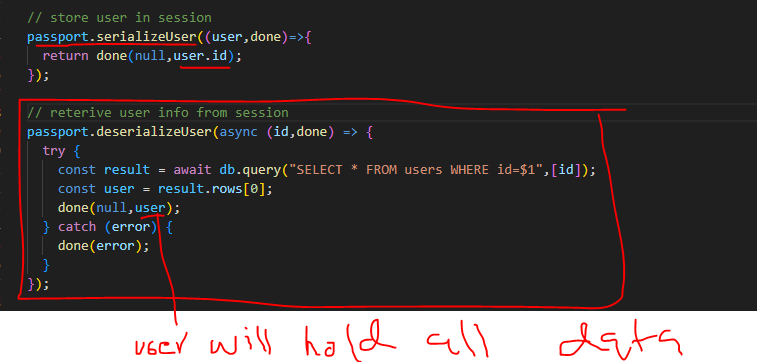 // store user in session
passport.serializeUser((user,done)=>{
return done(null,user.id);
});
// reterive user info from session
passport.deserializeUser(async (id,done) => {
try {
const result = await db.query("SELECT * FROM users WHERE id=$1",[id]);
const user = result.rows[0];
done(null,user);
} catch (error) {
done(error);
}
});
user will hold all data